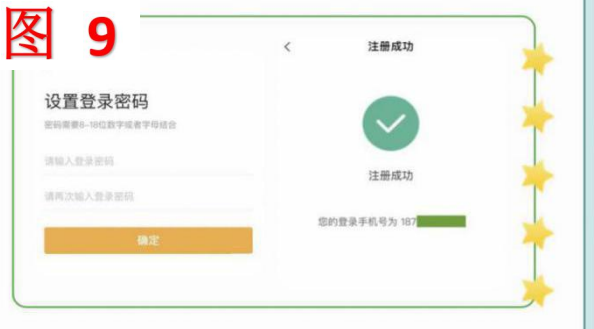 图 9
设置登录密码
密码需要6-18位数字或者字母结合
请输入登录密码
请再次输入登录密码
确定
注册成功
注册成功
您的登录手机号为 187